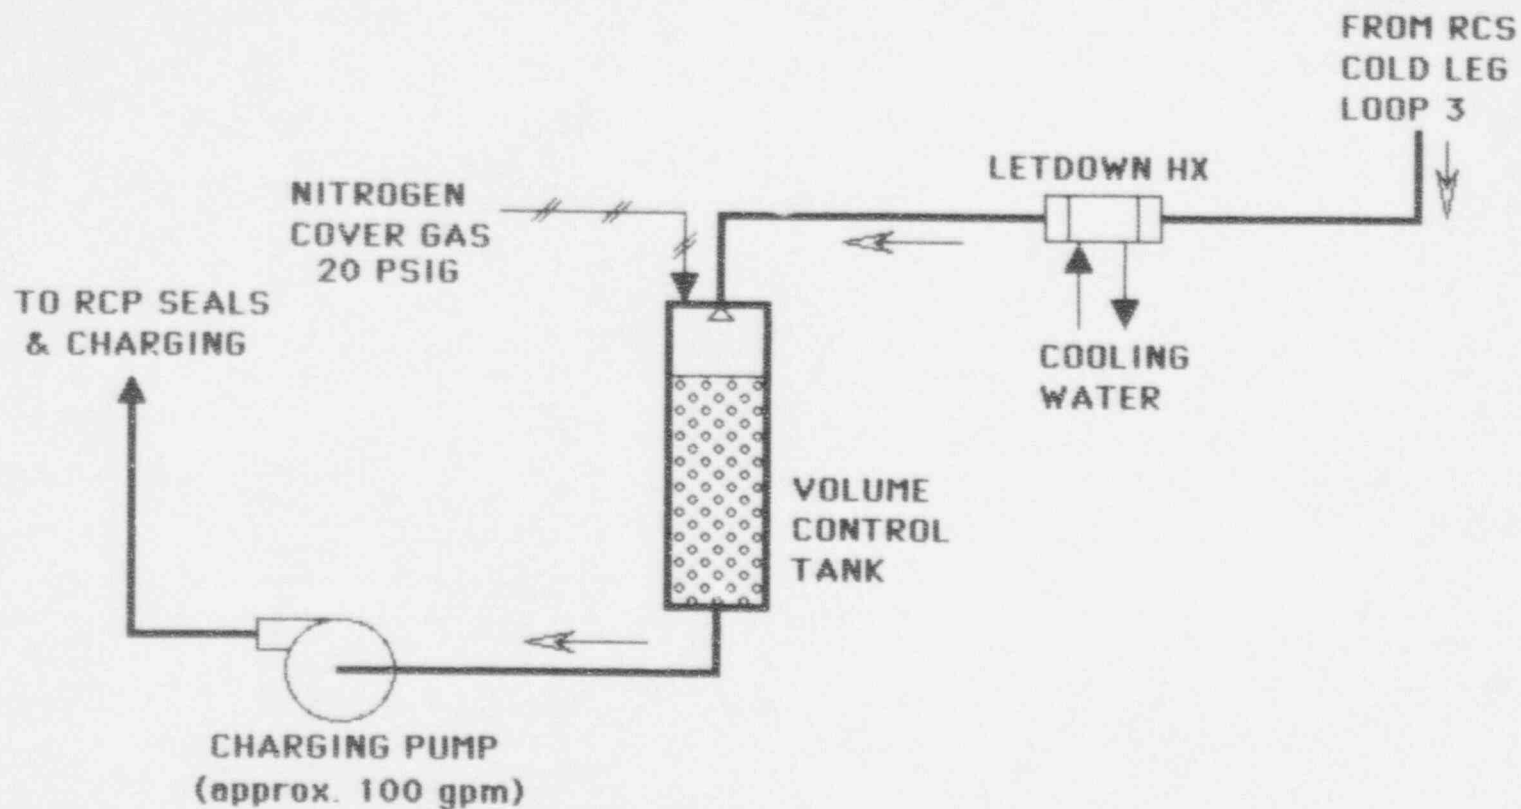 FROM RCS
COLD LEG
LOOP 3
LETDOWN HX
NITROGEN
COVER GAS
20 PSIG
TO RCP SEALS
& CHARGING
COOLING
WATER
VOLUME
CONTROL
TANK
CHARGING PUMP
(approx. 100 gpm)